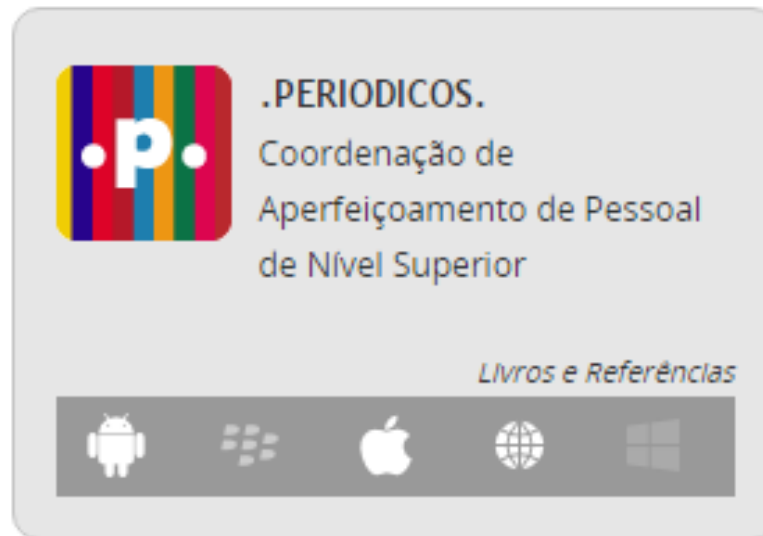 .p.
.PERIODICOS.
Coordenação de
Aperfeiçoamento de Pessoal
de Nível Superior
Livros e Referências